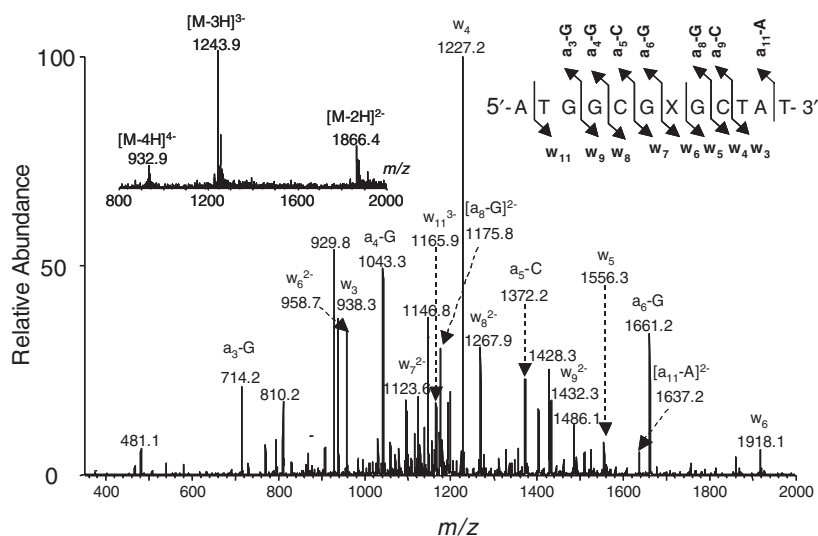 [M-3H]3-
1243.9
[M-4H]4-
932.9
[M-2H]2-
1866.4
m/z
800 1200 1600 2000
w4
1227.2
a3-G a4-G a5-C a6-G a8-G a9-C a11-A
5′- A T G G C G X G C T A T - 3′
w11 w9 w8 w7 w6 w5 w4 w3
100
50
0
Relative Abundance
481.1
a3-G
714.2
810.2
929.8
w6 2-
958.7
w3
938.3
a4-G
1043.3
w7 2-
1123.6
1146.8
w11 3-
1165.9
[a8-G]2-
1175.8
w8 2-
1267.9
a5-C
1372.2
1428.3
w9 2-
1432.3
1486.1
w5
1556.3
a6-G
1661.2
[a11-A]2-
1637.2
w6
1918.1
400 600 800 1000 1200 1400 1600 1800 2000
m/z